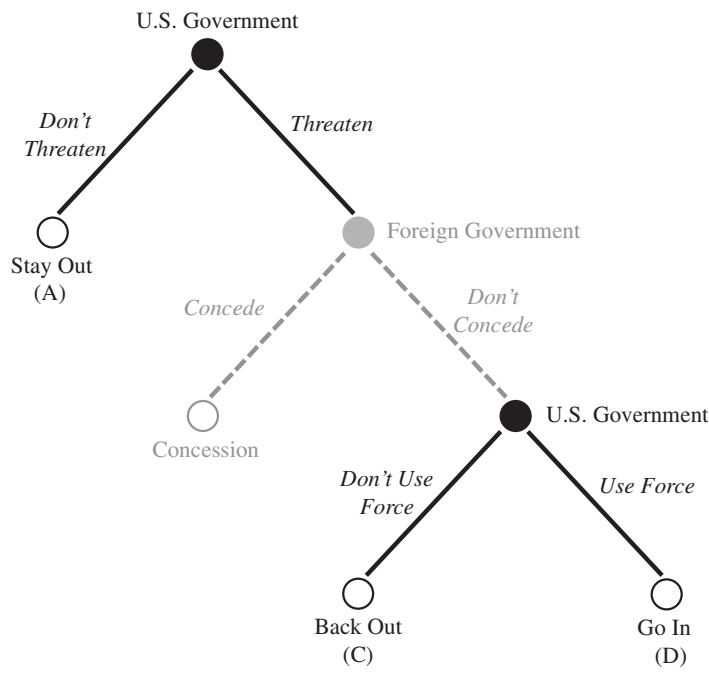 U.S. Government
Don't
Threaten
Threaten
Stay Out
(A)
Foreign Government
Concede
Don't
Concede
Concession
U.S. Government
Don't Use
Force
Use Force
Back Out
(C)
Go In
(D)